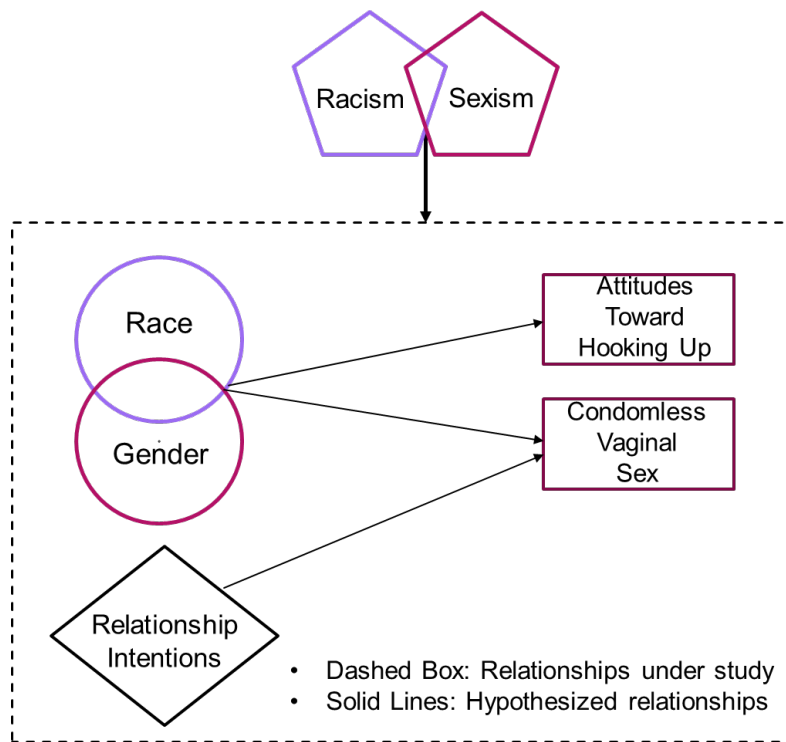 Racism
Sexism
Race
Gender
Attitudes
Toward
Hooking Up
Condomless
Vaginal
Sex
Relationship
Intentions
• Dashed Box: Relationships under study
• Solid Lines: Hypothesized relationships